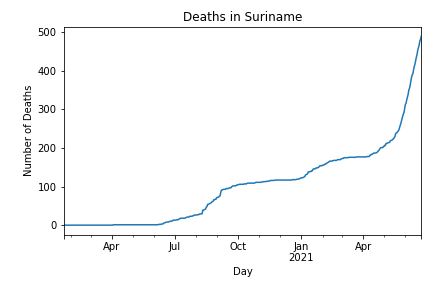 Deaths in Suriname
500
400
300
200
100
0
Number of Deaths
Apr
Jul
Oct
Jan
2021
Apr
Day